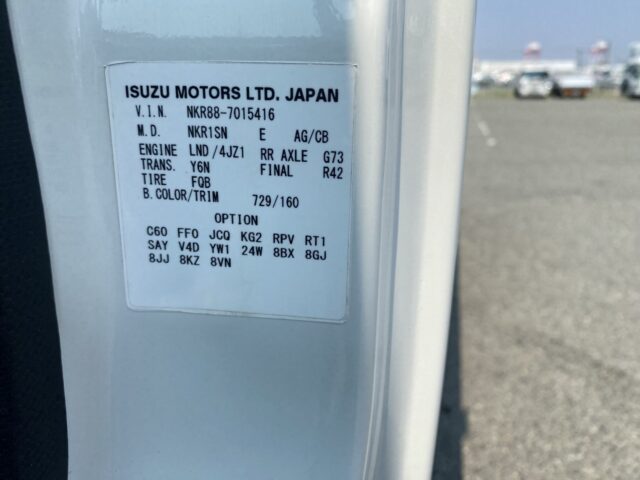 ISUZU MOTORS LTD. JAPAN
V.I.N. NKR88-7015416
M.D. NKR1SN E AG/CB
ENGINE LND /4JZ1 RR AXLE G73
TRANS. Y6N FINAL R42
TIRE FQB
B.COLOR/TRIM 729/160
OPTION
C60 FF0 JCQ KG2 RPV RT1
SAY V4D YW1 24W 8BX 8GJ
8JJ 8KZ 8VN